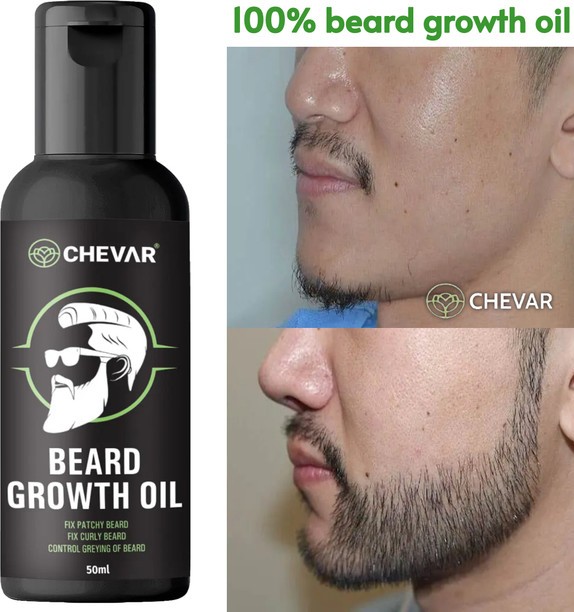 100% beard growth oil
CHEVAR®
BEARD
GROWTH OIL
FIX PATCHY BEARD
FIX CURLY BEARD
CONTROL GREYING OF BEARD
50ml
CHEVAR